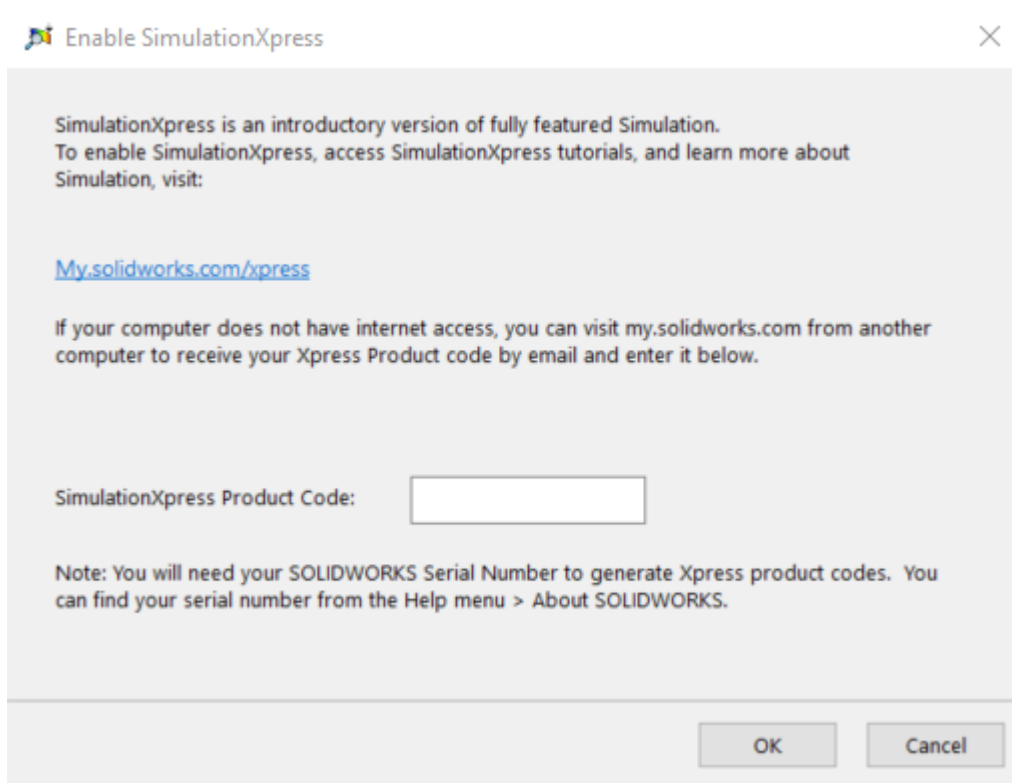 Enable SimulationXpress
SimulationXpress is an introductory version of fully featured Simulation.
To enable SimulationXpress, access SimulationXpress tutorials, and learn more about
Simulation, visit:
My.solidworks.com/xpress
If your computer does not have internet access, you can visit my.solidworks.com from another
computer to receive your Xpress Product code by email and enter it below.
SimulationXpress Product Code:
Note: You will need your SOLIDWORKS Serial Number to generate Xpress product codes.  You
can find your serial number from the Help menu > About SOLIDWORKS.
OK
Cancel